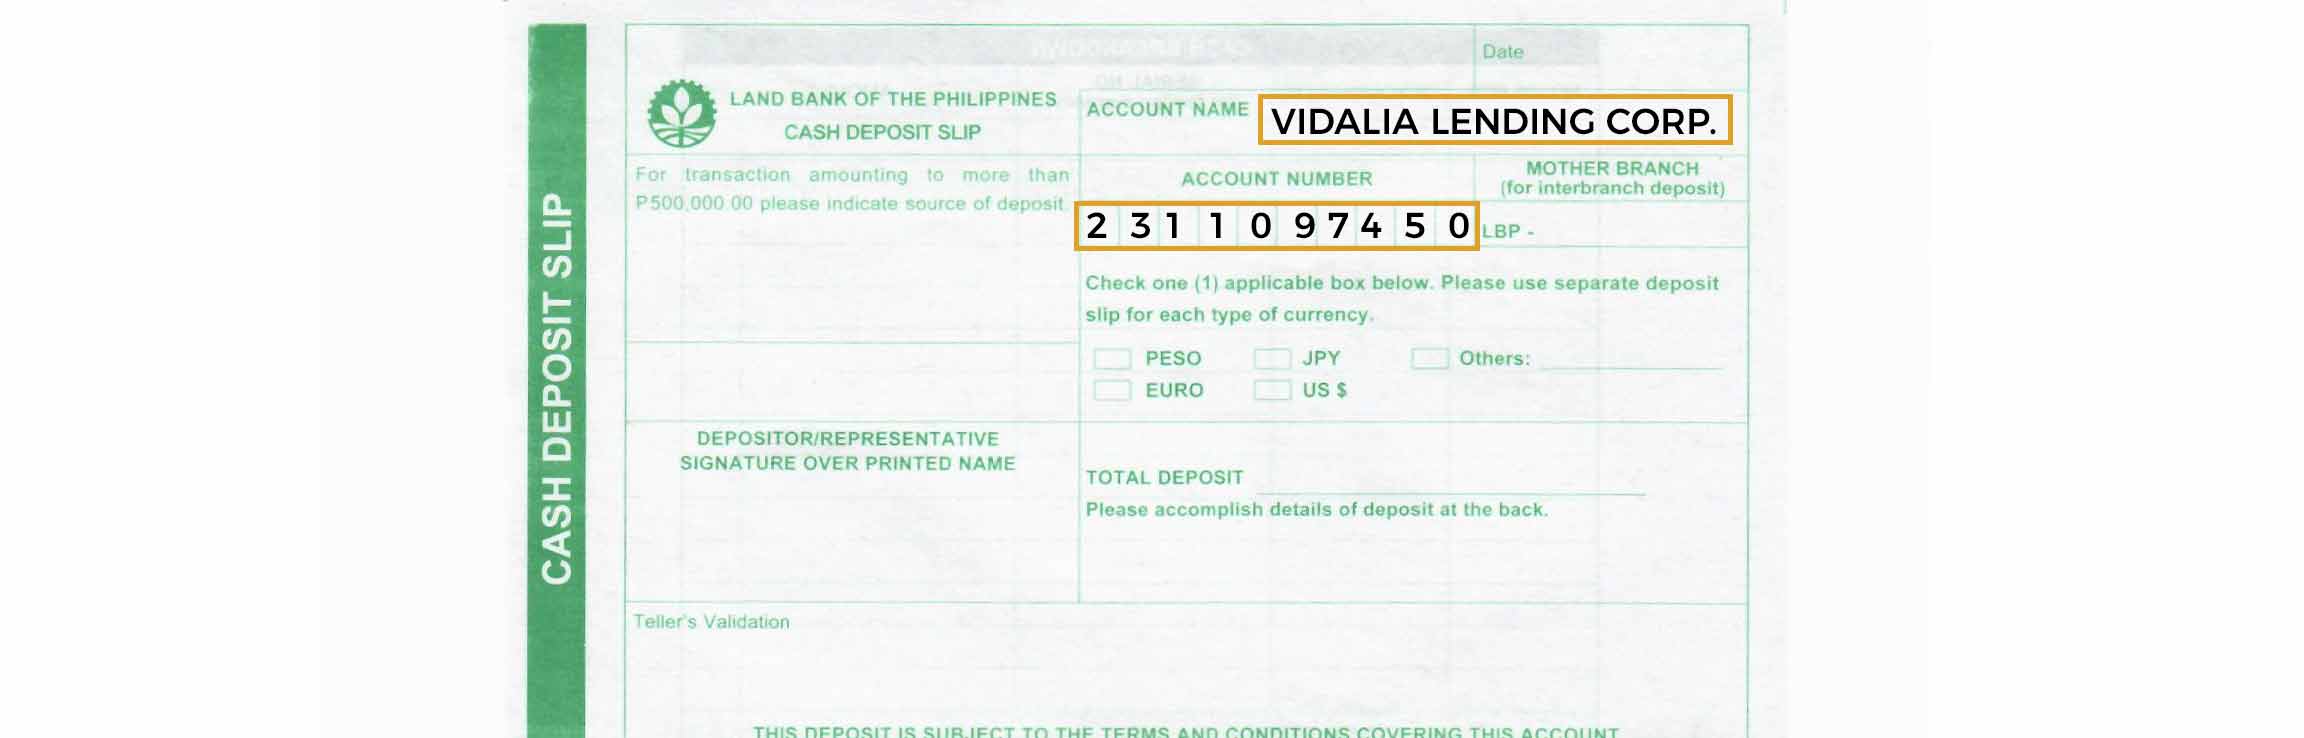 CASH DEPOSIT SLIP
Date
LAND BANK OF THE PHILIPPINES
CASH DEPOSIT SLIP
ACCOUNT NAME VIDALIA LENDING CORP.
For transaction amounting to more than
P500,000.00 please indicate source of deposit.
ACCOUNT NUMBER
2 3 1 1 0 9 7 4 5 0
MOTHER BRANCH
(for interbranch deposit)
LBP -
Check one (1) applicable box below. Please use separate deposit
slip for each type of currency.
PESO JPY Others:
EURO US $
DEPOSITOR/REPRESENTATIVE
SIGNATURE OVER PRINTED NAME
TOTAL DEPOSIT
Please accomplish details of deposit at the back.
Teller's Validation
THIS DEPOSIT IS SUBJECT TO THE TERMS AND CONDITIONS COVERING THIS ACCOUNT